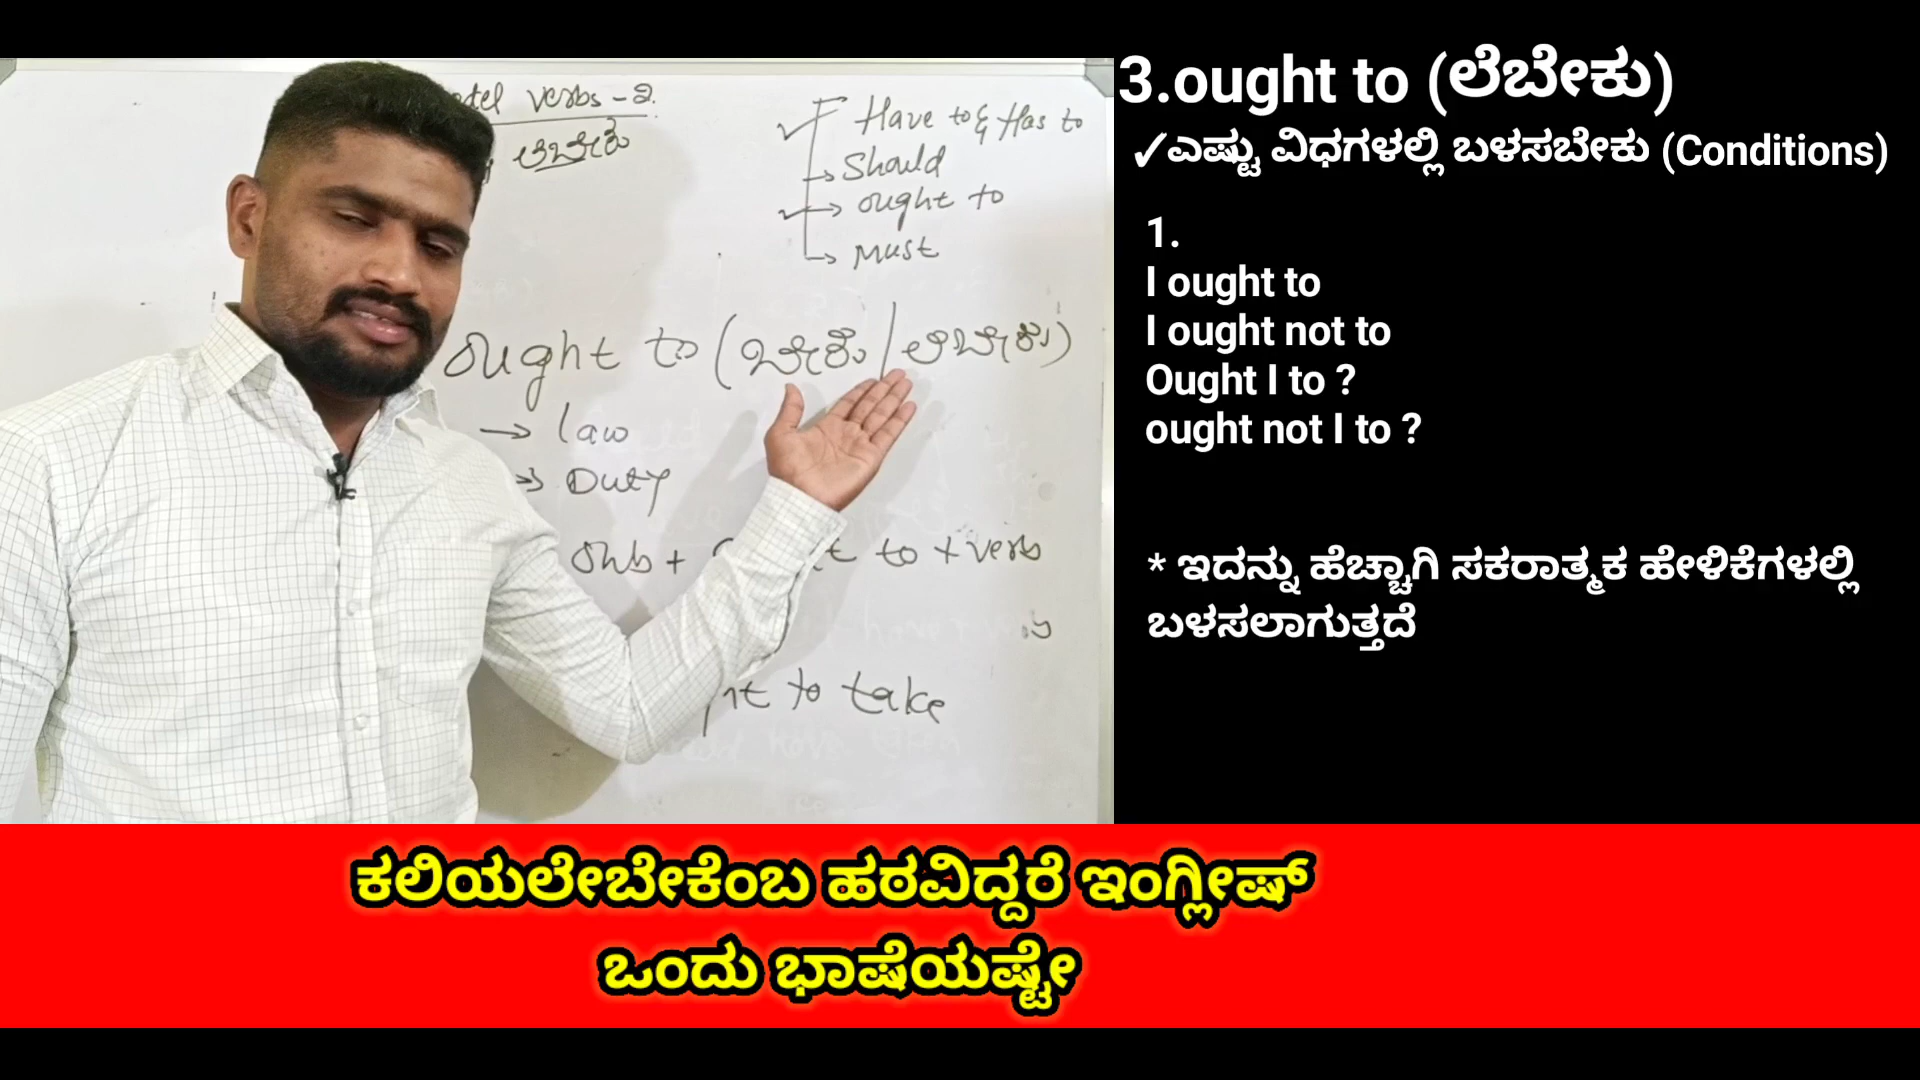 verbs - 2.
Have to & Has to
Should
ought to
Must
ought to (ಬೇಕು/ಲೆಬೇಕು)
→ law
→ Duty
+ to + verb
to take
3.ought to (ಲೆಬೇಕು)
✓ಎಷ್ಟು ವಿಧಗಳಲ್ಲಿ ಬಳಸಬೇಕು (Conditions)
1.
I ought to
I ought not to
Ought I to ?
ought not I to ?
* ಇದನ್ನು ಹೆಚ್ಚಾಗಿ ಸಕರಾತ್ಮಕ ಹೇಳಿಕೆಗಳಲ್ಲಿ
ಬಳಸಲಾಗುತ್ತದೆ
ಕಲಿಯಲೇಬೇಕೆಂಬ ಹಠವಿದ್ದರೆ ಇಂಗ್ಲೀಷ್
ಒಂದು ಭಾಷೆಯಷ್ಟೇ